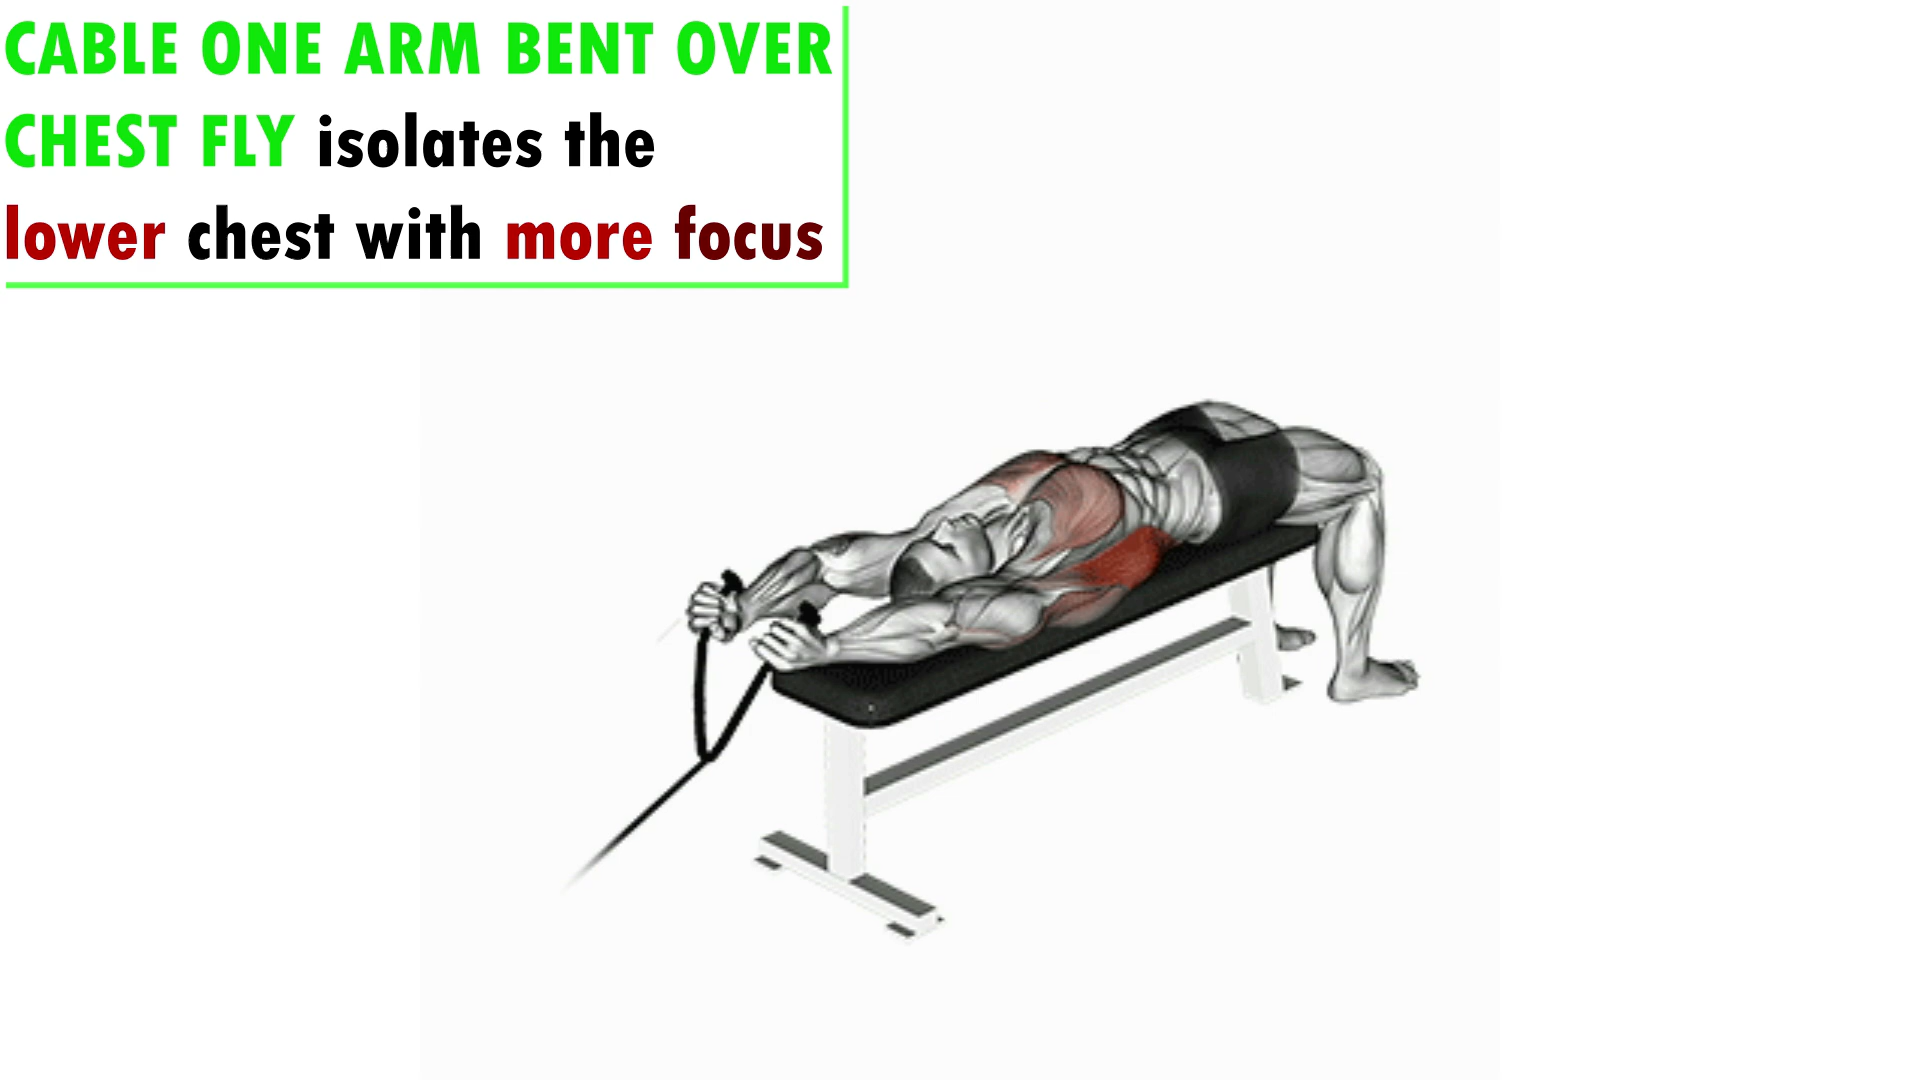 CABLE ONE ARM BENT OVER
CHEST FLY isolates the
lower chest with more focus